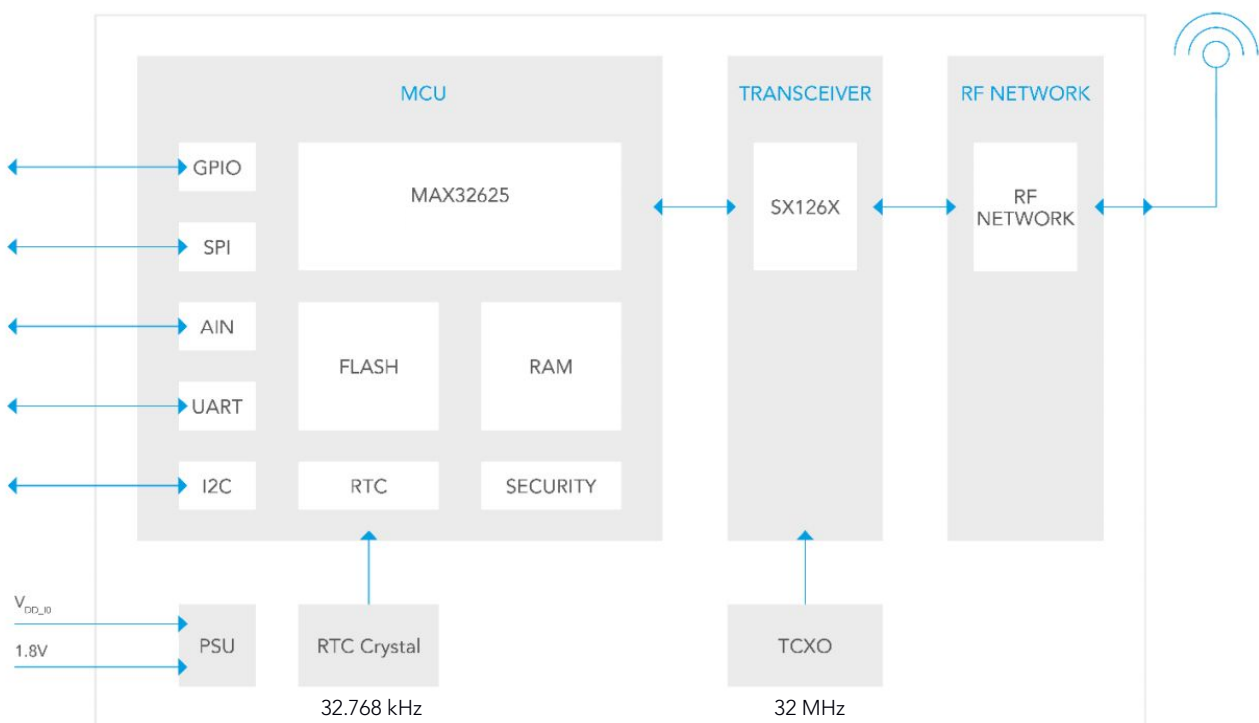 MCU
TRANSCEIVER
RF NETWORK
GPIO
MAX32625
SX126X
RF
NETWORK
SPI
AIN
FLASH
RAM
UART
I2C
RTC
SECURITY
V_DD_I0
1.8V
PSU
RTC Crystal
TCXO
32.768 kHz
32 MHz